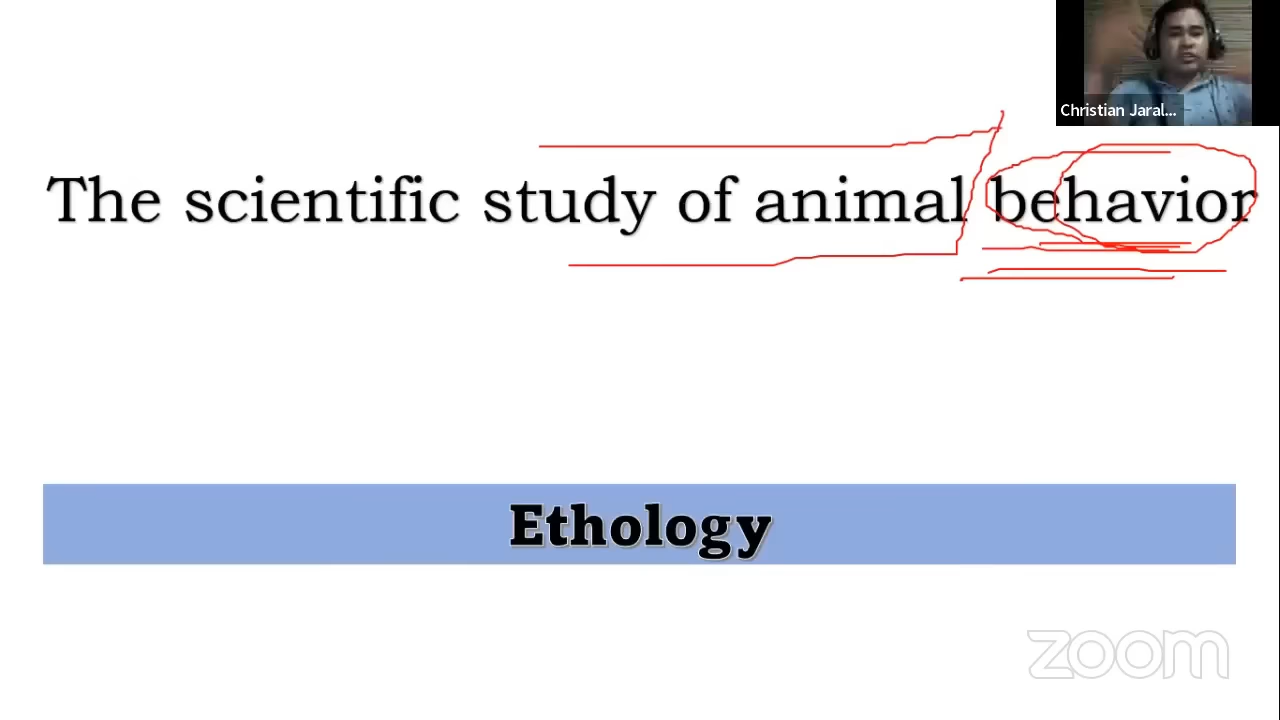 Christian Jaral...
The scientific study of animal behavior
Ethology
zoom